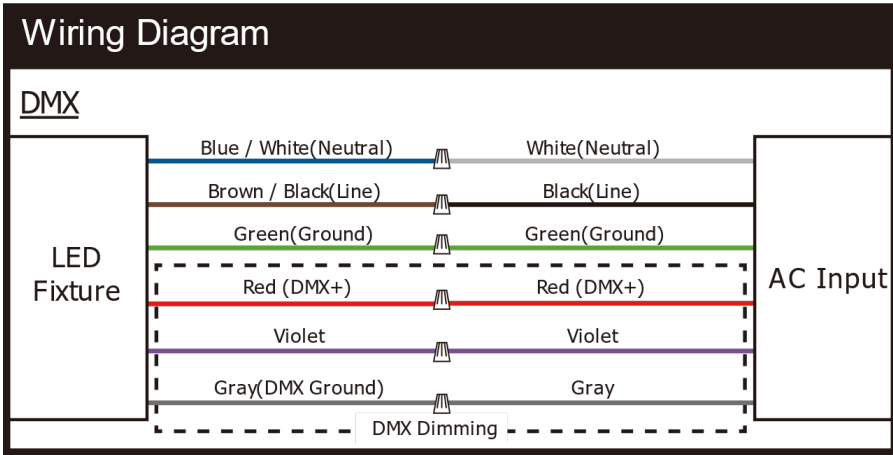 Wiring Diagram
DMX
Blue / White(Neutral)
White(Neutral)
Brown / Black(Line)
Black(Line)
Green(Ground)
Green(Ground)
LED
Fixture
AC Input
Red (DMX+)
Red (DMX+)
Violet
Violet
Gray(DMX Ground)
Gray
DMX Dimming